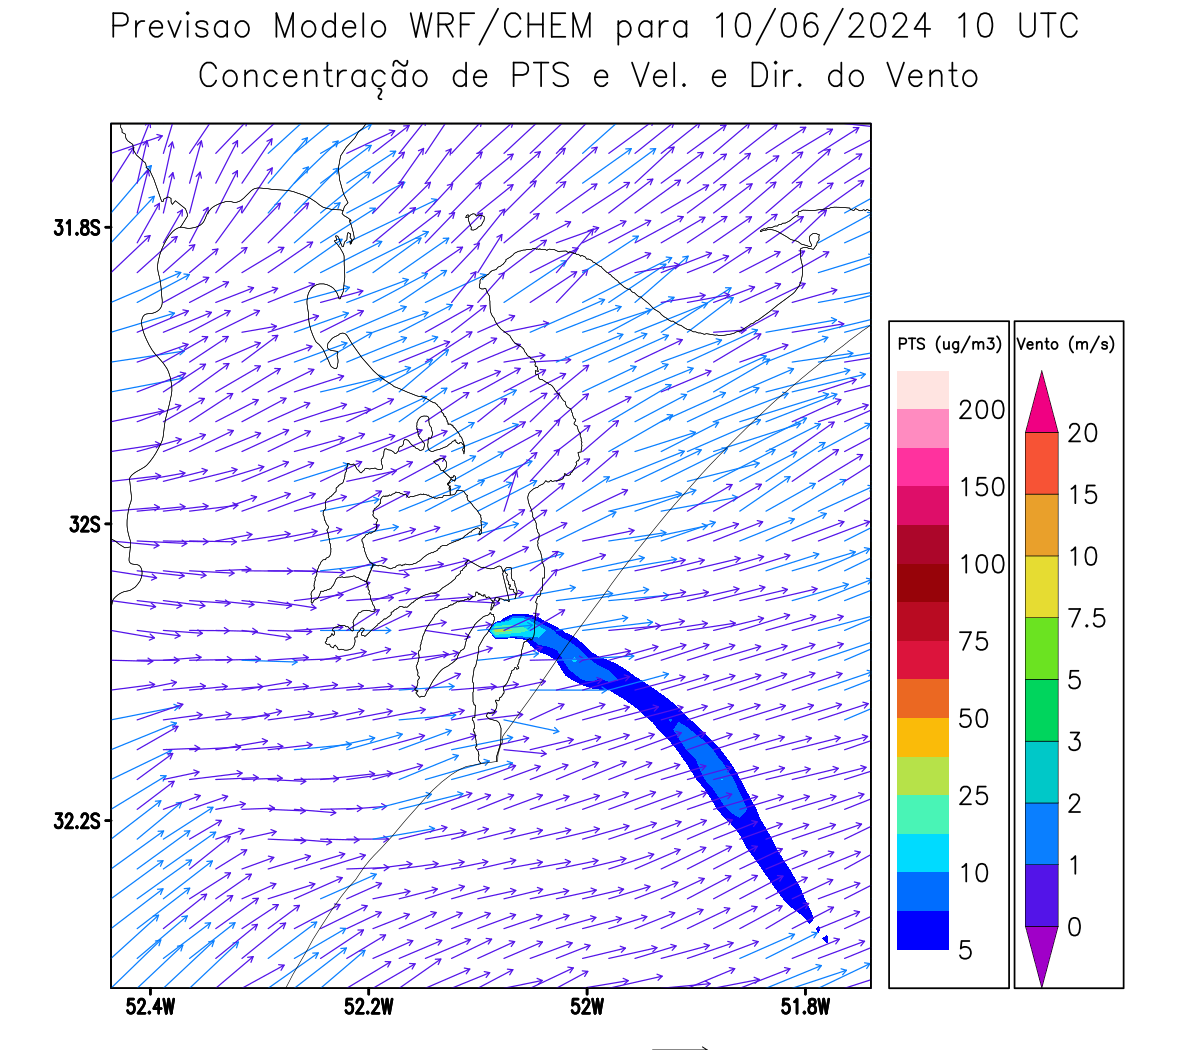 Previsao Modelo WRF/CHEM para 10/06/2024 10 UTC
Concentração de PTS e Vel. e Dir. do Vento
31.8S
32S
32.2S
52.4W 52.2W 52W 51.8W
PTS (ug/m3)
200
150
100
75
50
25
10
5
Vento (m/s)
20
15
10
7.5
5
3
2
1
0